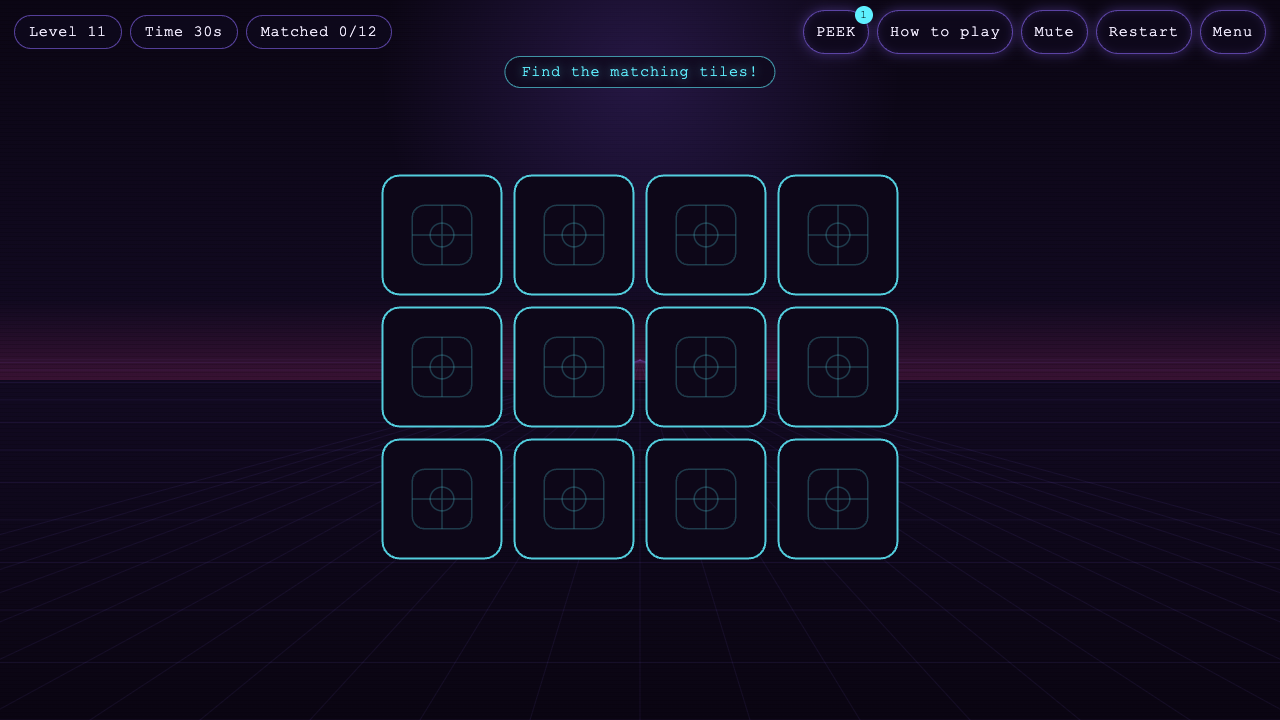 Level 11 Time 30s Matched 0/12 PEEK 1 How to play Mute Restart Menu
Find the matching tiles!